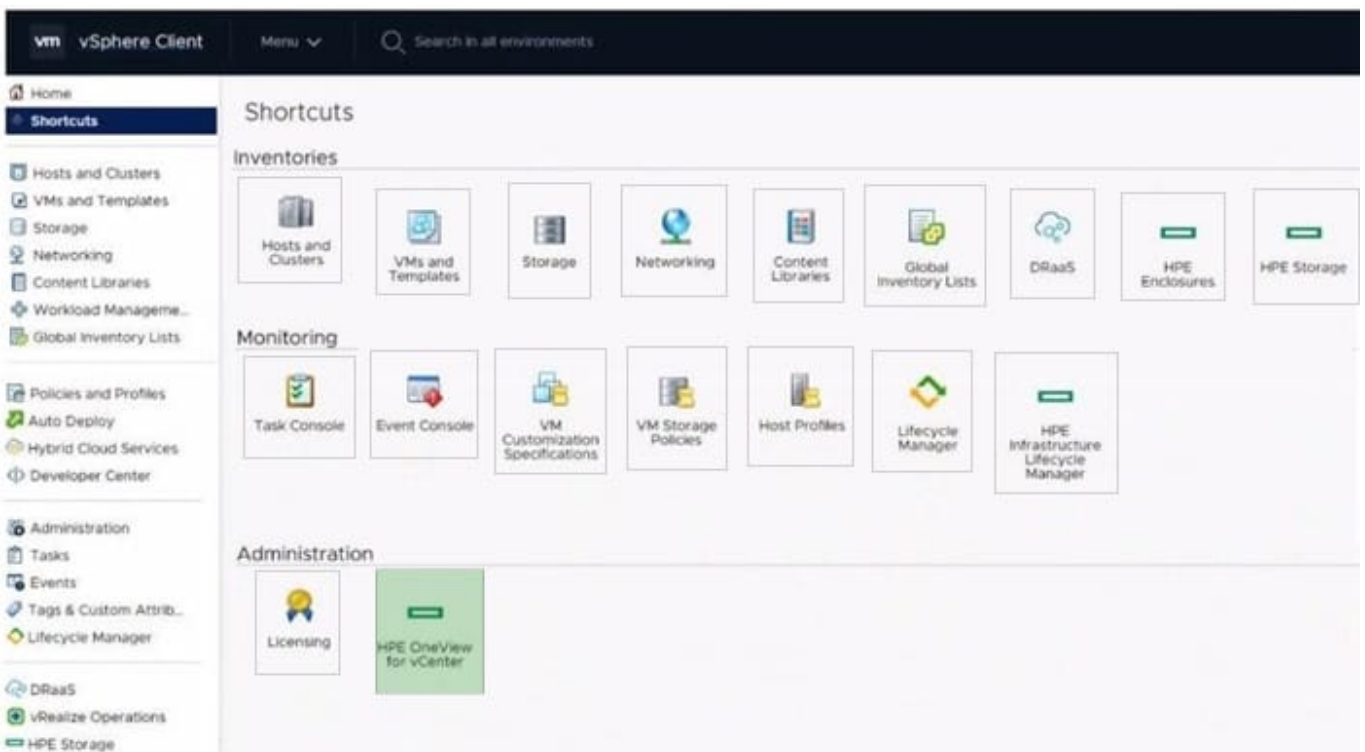 vm vSphere Client Menu Search in all environments
Home
Shortcuts
Hosts and Clusters
VMs and Templates
Storage
Networking
Content Libraries
Workload Manageme...
Global Inventory Lists
Policies and Profiles
Auto Deploy
Hybrid Cloud Services
Developer Center
Administration
Tasks
Events
Tags & Custom Attrib...
Lifecycle Manager
DRaaS
vRealize Operations
HPE Storage
Shortcuts
Inventories
Hosts and
Clusters
VMs and
Templates
Storage
Networking
Content
Libraries
Global
Inventory Lists
DRaaS
HPE
Enclosures
HPE Storage
Monitoring
Task Console
Event Console
VM
Customization
Specifications
VM Storage
Policies
Host Profiles
Lifecycle
Manager
HPE
Infrastructure
Lifecycle
Manager
Administration
Licensing
HPE OneView
for vCenter